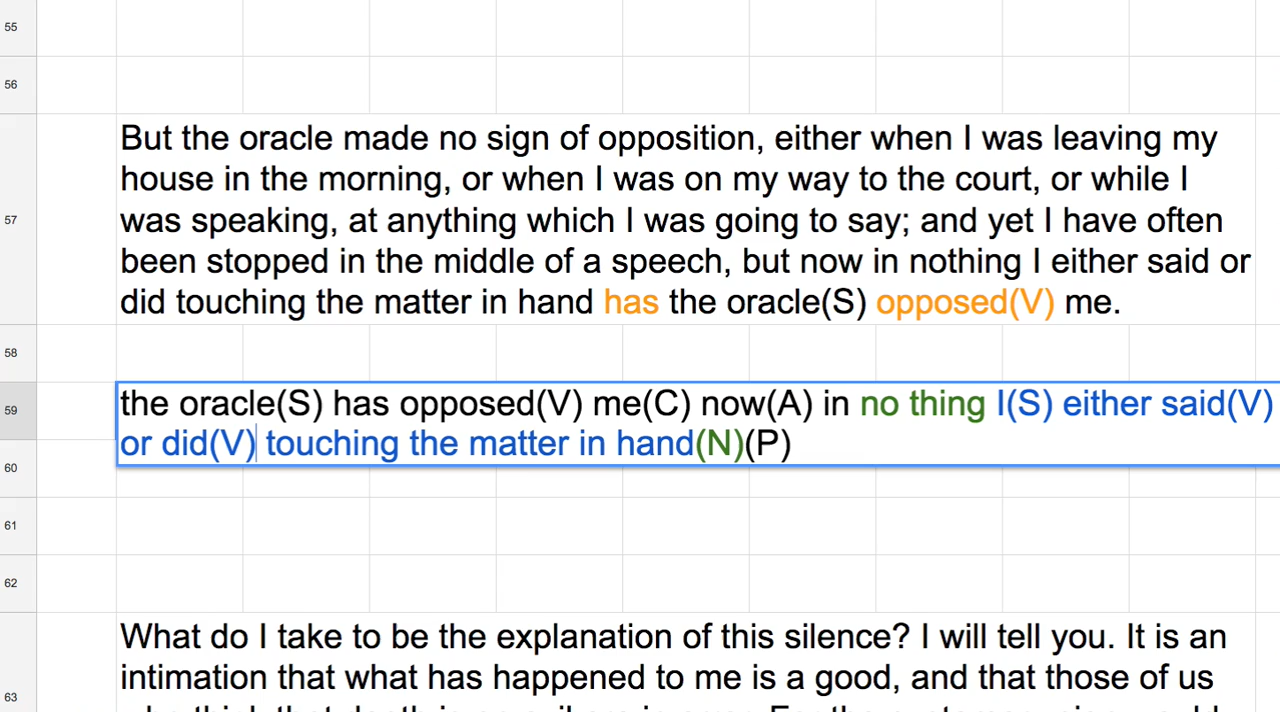 55
56
57
But the oracle made no sign of opposition, either when I was leaving my
house in the morning, or when I was on my way to the court, or while I
was speaking, at anything which I was going to say; and yet I have often
been stopped in the middle of a speech, but now in nothing I either said or
did touching the matter in hand has the oracle(S) opposed(V) me.
58
59
the oracle(S) has opposed(V) me(C) now(A) in no thing I(S) either said(V)
or did(V) touching the matter in hand(N)(P)
60
61
62
63
What do I take to be the explanation of this silence? I will tell you. It is an
intimation that what has happened to me is a good, and that those of us